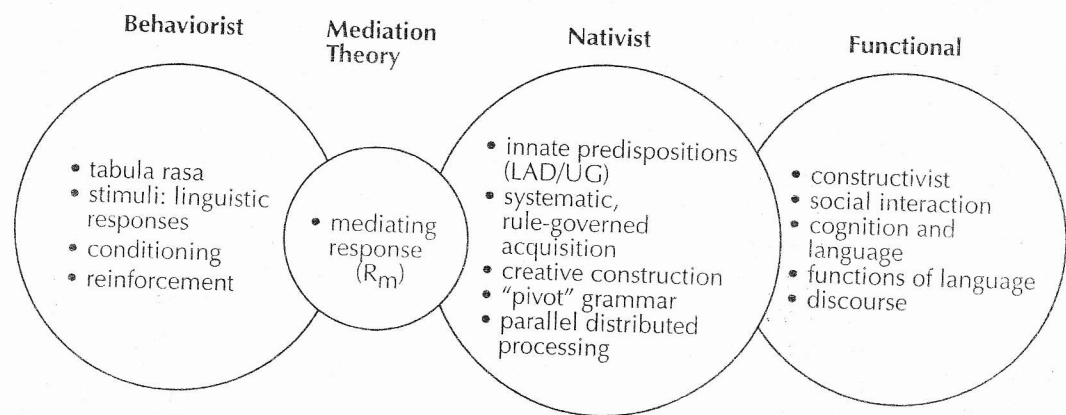 Behaviorist
Mediation
Theory
Nativist
Functional
• tabula rasa
• stimuli: linguistic
responses
• conditioning
• reinforcement
• mediating
response
(Rm)
• innate predispositions
(LAD/UG)
• systematic,
rule-governed
acquisition
• creative construction
• "pivot" grammar
• parallel distributed
processing
• constructivist
• social interaction
• cognition and
language
• functions of language
• discourse